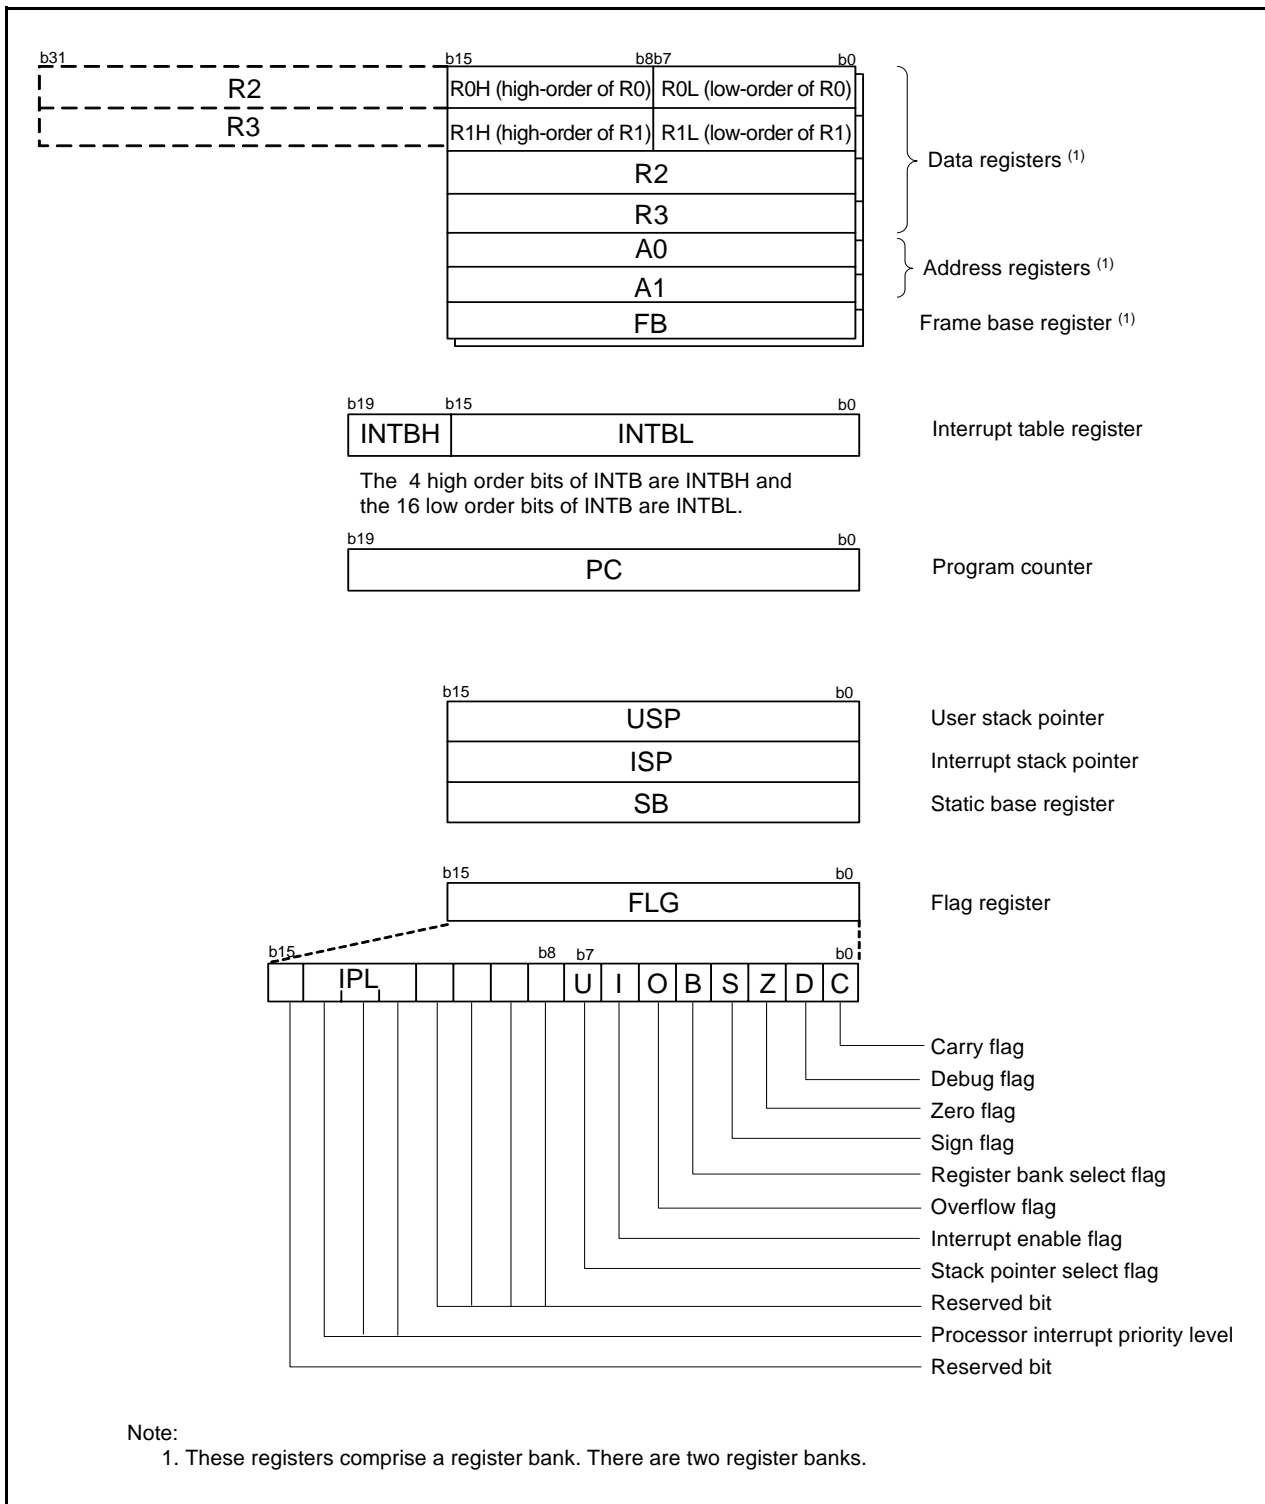 b31 b15 b8b7 b0
R2 R0H (high-order of R0) R0L (low-order of R0)
R3 R1H (high-order of R1) R1L (low-order of R1)
R2
R3
Data registers (1)
A0
A1
Address registers (1)
FB
Frame base register (1)
b19 b15 b0
INTBH INTBL Interrupt table register
The 4 high order bits of INTB are INTBH and
the 16 low order bits of INTB are INTBL.
b19 b0
PC Program counter
b15 b0
USP User stack pointer
ISP Interrupt stack pointer
SB Static base register
b15 b0
FLG Flag register
b15 b8 b7 b0
IPL U I O B S Z D C
Carry flag
Debug flag
Zero flag
Sign flag
Register bank select flag
Overflow flag
Interrupt enable flag
Stack pointer select flag
Reserved bit
Processor interrupt priority level
Reserved bit
Note:
1. These registers comprise a register bank. There are two register banks.